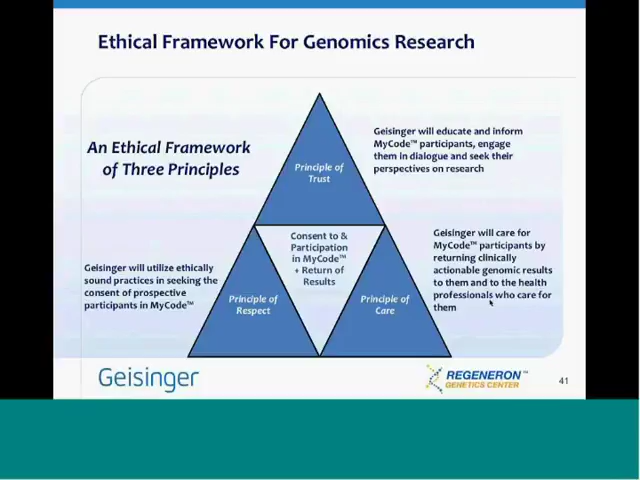 Ethical Framework For Genomics Research
An Ethical Framework
of Three Principles
Geisinger will educate and inform
MyCode™ participants, engage
them in dialogue and seek their
perspectives on research
Principle of
Trust
Consent to &
Participation
in MyCode™
+ Return of
Results
Geisinger will utilize ethically
sound practices in seeking the
consent of prospective
participants in MyCode™
Principle of
Respect
Principle of
Care
Geisinger will care for
MyCode™ participants by
returning clinically
actionable genomic results
to them and to the health
professionals who care for
them
Geisinger
REGENERON™
GENETICS CENTER
41